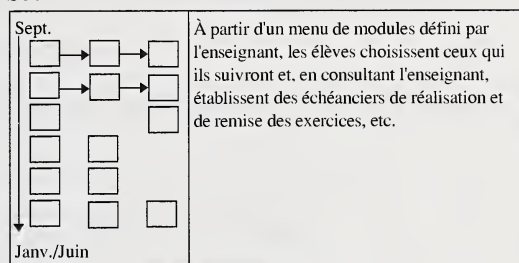 Sept.
Janv./Juin
À partir d'un menu de modules défini par
l'enseignant, les élèves choisissent ceux qui
ils suivront et, en consultant l'enseignant,
établissent des échéanciers de réalisation et
de remise des exercices, etc.